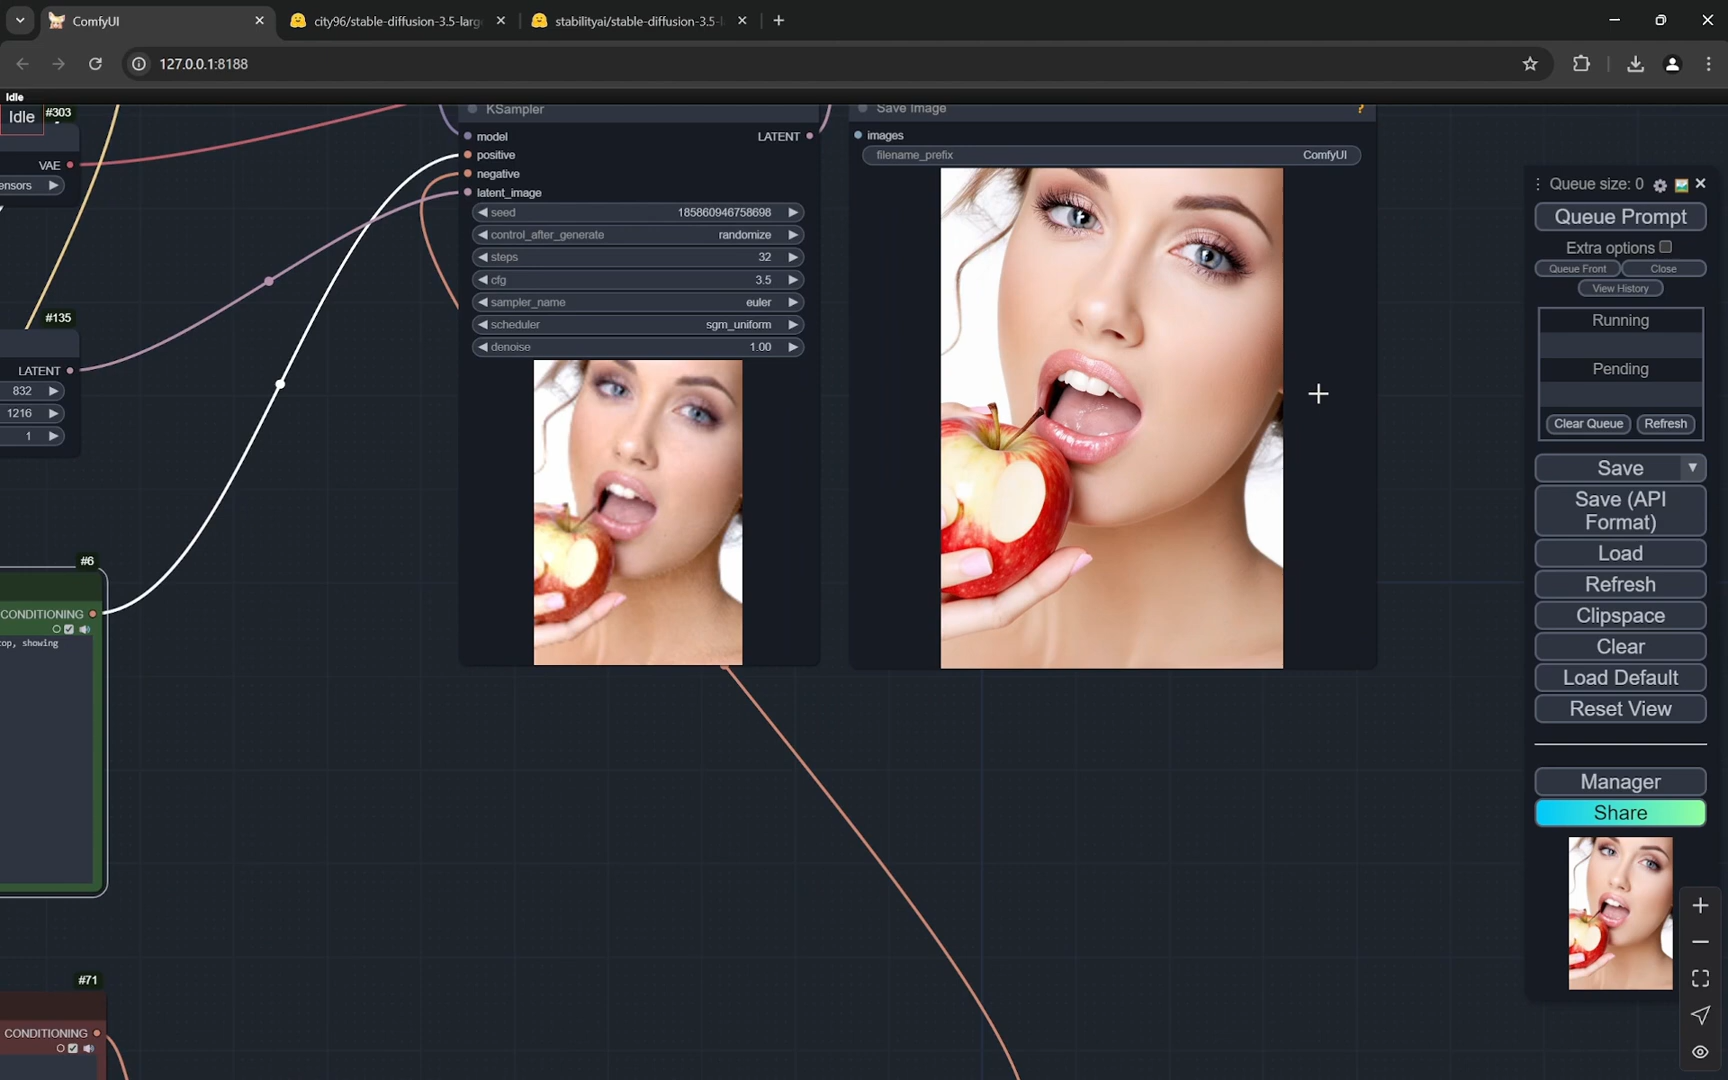 ComfyUI
city96/stable-diffusion-3.5-larg
stabilityai/stable-diffusion-3.5-l
127.0.0.1:8188
Idle
Idle
#303
VAE
ensors
#135
LATENT
832
1216
1
#6
CONDITIONING
top, showing
#71
CONDITIONING
KSampler
model
LATENT
positive
negative
latent_image
seed 185860946758698
control_after_generate randomize
steps 32
cfg 3.5
sampler_name euler
scheduler sgm_uniform
denoise 1.00
Save Image
?
images
filename_prefix ComfyUI
Queue size: 0
Queue Prompt
Extra options
Queue Front Close
View History
Running
Pending
Clear Queue Refresh
Save
Save (API
Format)
Load
Refresh
Clipspace
Clear
Load Default
Reset View
Manager
Share